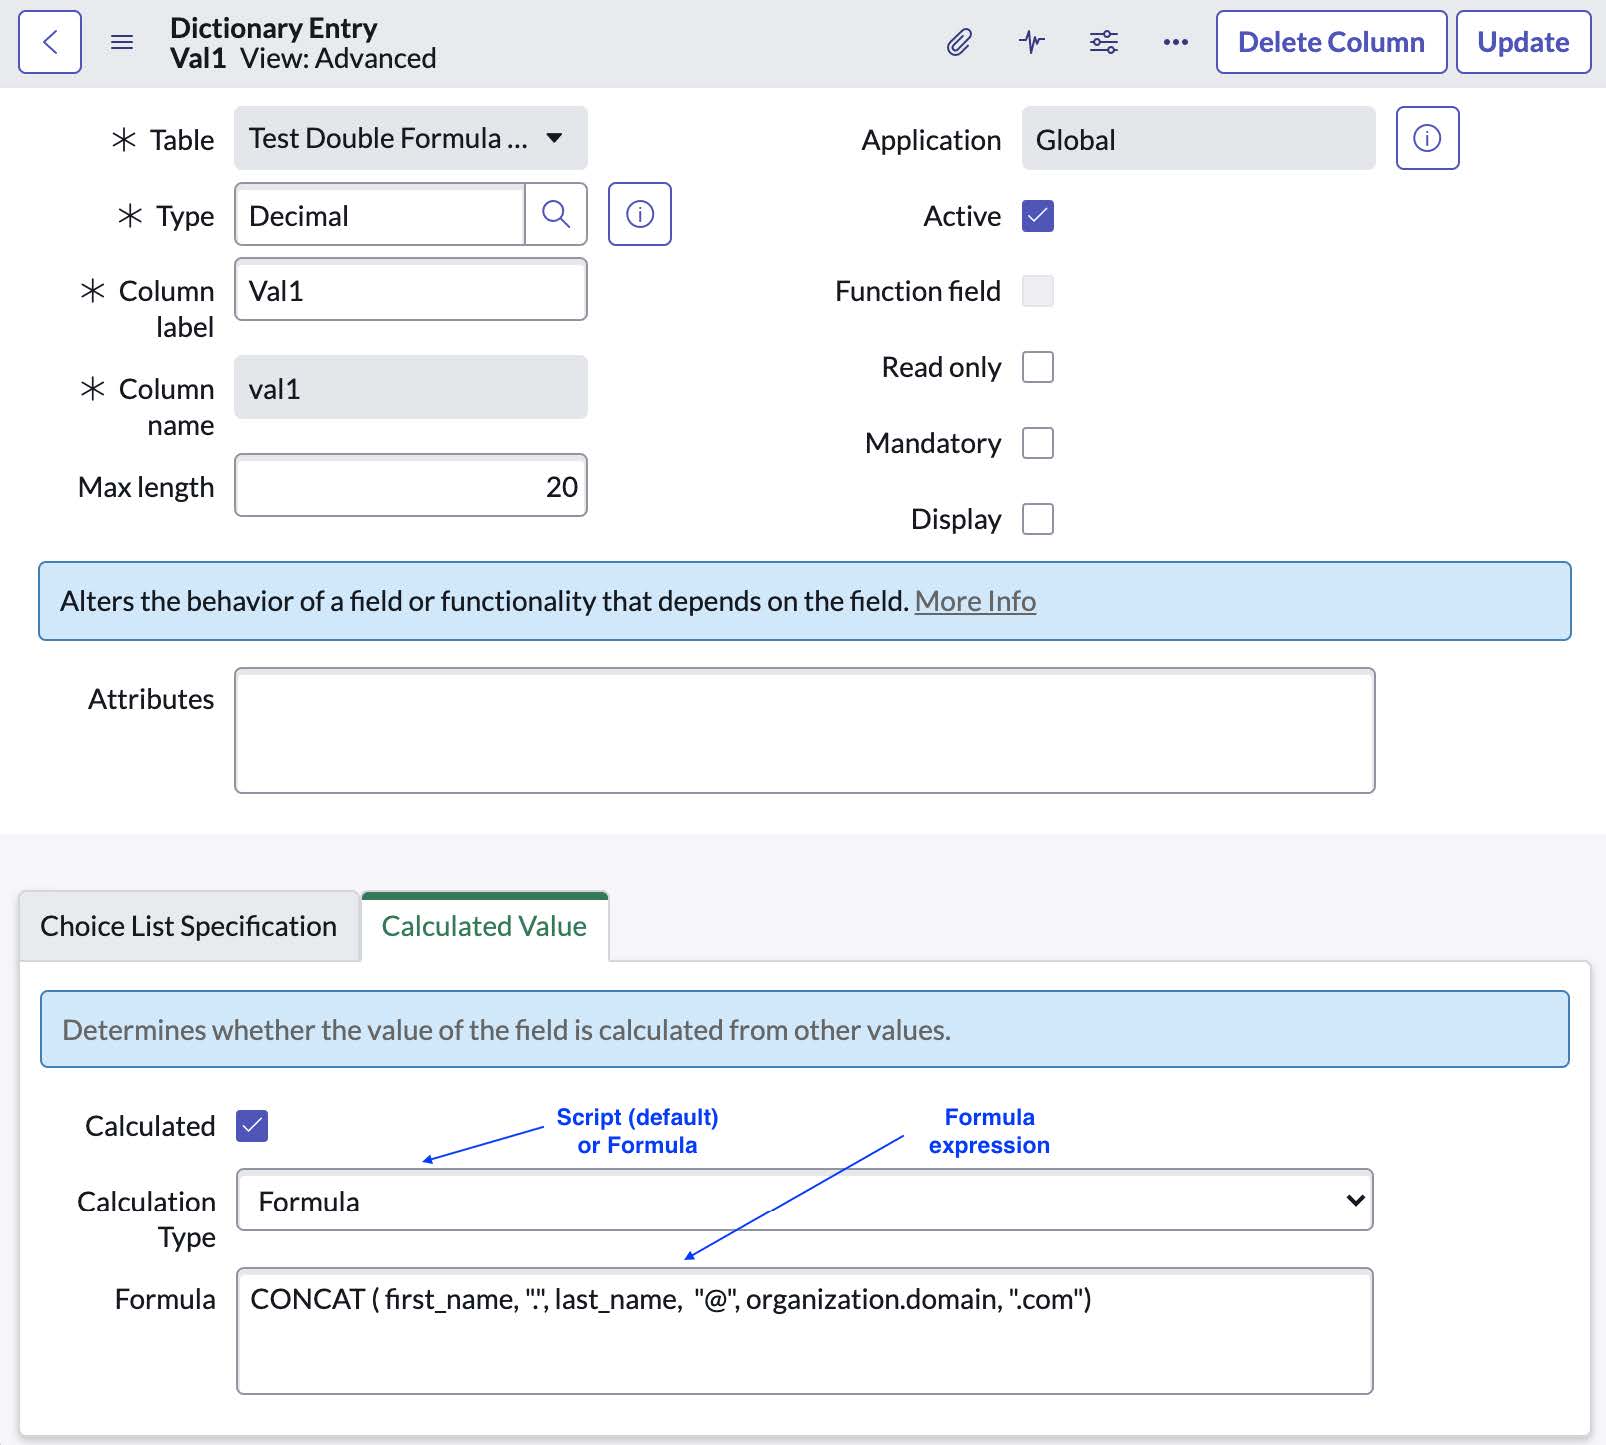 Dictionary Entry
Val1 View: Advanced
Delete Column
Update
Table
Test Double Formula ...
Application
Global
Type
Decimal
Active
Column label
Val1
Function field
Column name
val1
Read only
Mandatory
Max length
20
Display
Alters the behavior of a field or functionality that depends on the field. More Info
Attributes
Choice List Specification
Calculated Value
Determines whether the value of the field is calculated from other values.
Calculated
Script (default)
or Formula
Formula
expression
Calculation Type
Formula
Formula
CONCAT ( first_name, ".", last_name,  "@", organization.domain, ".com")